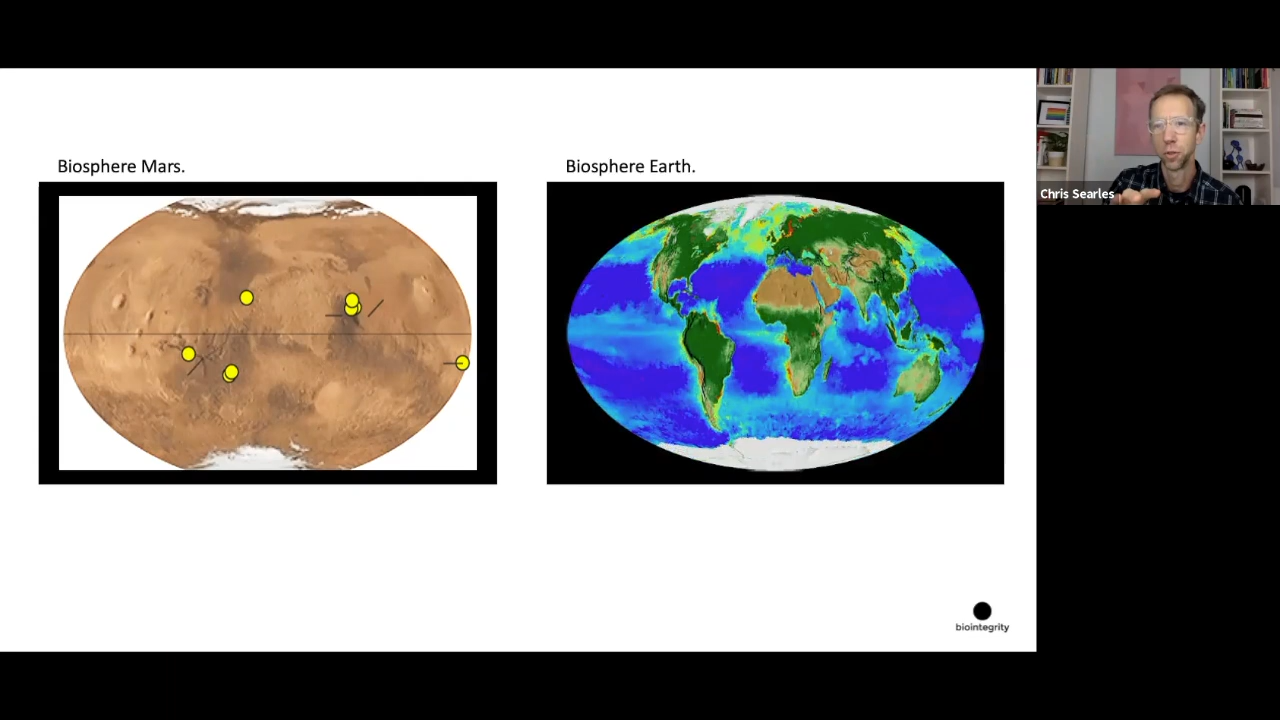 Biosphere Mars.
Biosphere Earth.
Chris Searles
biointegrity